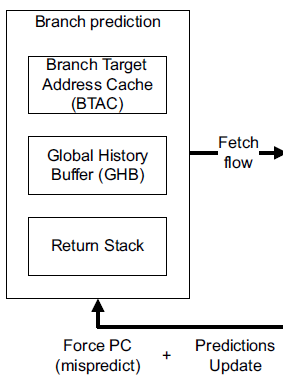 Branch prediction
Branch Target
Address Cache
(BTAC)
Global History
Buffer (GHB)
Return Stack
Fetch
flow
Force PC + Predictions
(mispredict) Update